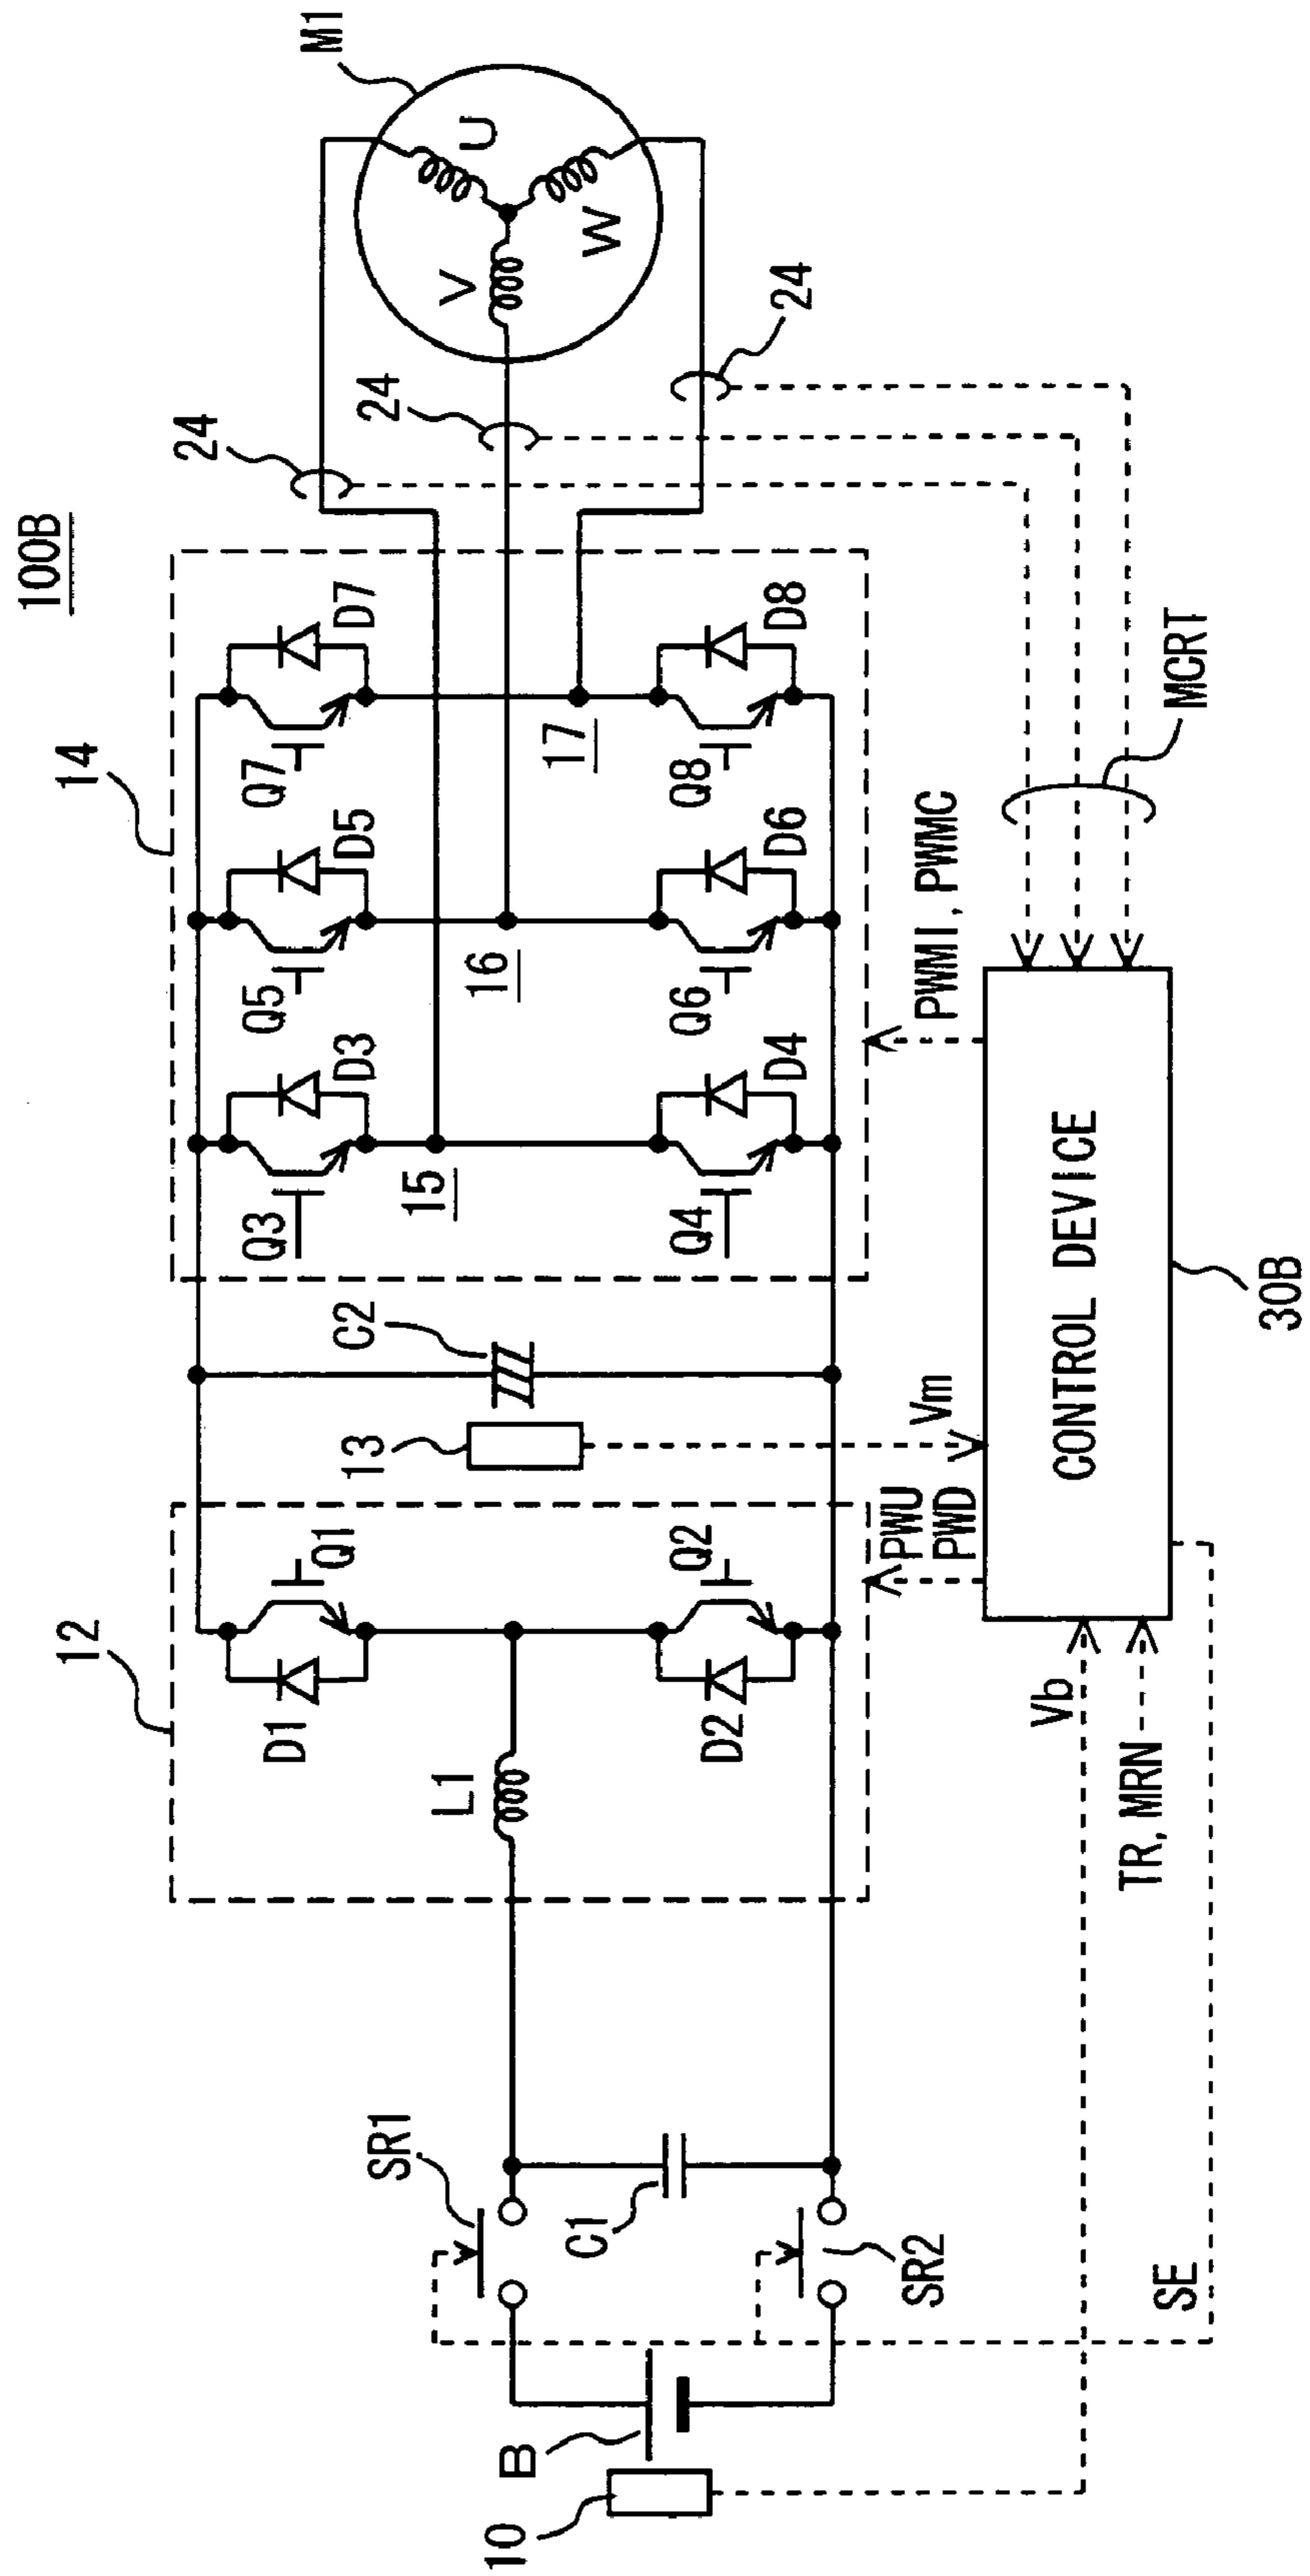 100B
12
14
M1
24
24
24
D1
Q1
Q3
D3
Q5
D5
Q7
D7
U
V
W
SR1
L1
13
C2
15
16
17
B
10
C1
SR2
D2
Q2
Q4
D4
Q6
D6
Q8
D8
PWU
PWD
Vm
PWMI, PWMC
MCRT
Vb
TR, MRN
SE
CONTROL DEVICE
30B